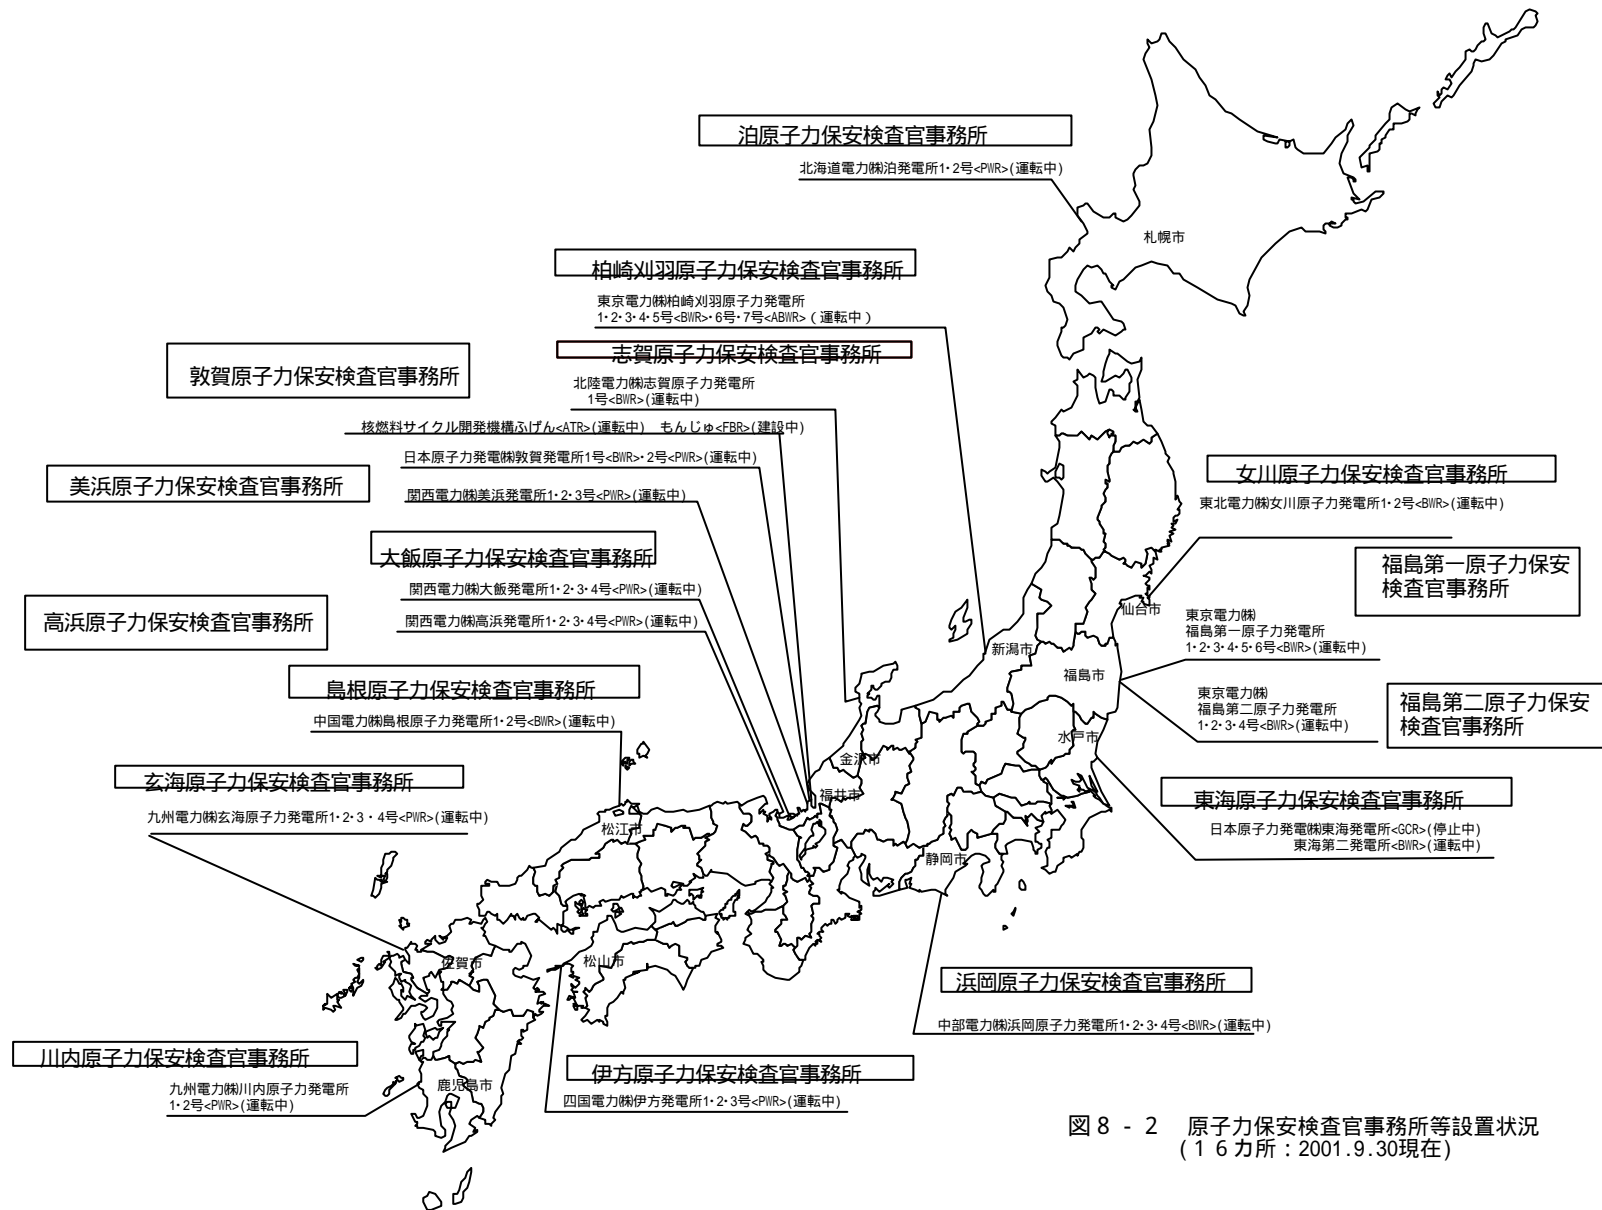 泊原子力保安検査官事務所
北海道電力㈱泊発電所1・2号<PWR>(運転中)
札幌市
柏崎刈羽原子力保安検査官事務所
東京電力㈱柏崎刈羽原子力発電所
1・2・3・4・5号<BWR>・6号・7号<ABWR>(運転中)
志賀原子力保安検査官事務所
北陸電力㈱志賀原子力発電所
1号<BWR>(運転中)
敦賀原子力保安検査官事務所
核燃料サイクル開発機構ふげん<ATR>(運転中) もんじゅ<FBR>(建設中)
日本原子力発電㈱敦賀発電所1号<BWR>・2号<PWR>(運転中)
美浜原子力保安検査官事務所
関西電力㈱美浜発電所1・2・3号<PWR>(運転中)
大飯原子力保安検査官事務所
関西電力㈱大飯発電所1・2・3・4号<PWR>(運転中)
高浜原子力保安検査官事務所
関西電力㈱高浜発電所1・2・3・4号<PWR>(運転中)
島根原子力保安検査官事務所
中国電力㈱島根原子力発電所1・2号<BWR>(運転中)
玄海原子力保安検査官事務所
九州電力㈱玄海原子力発電所1・2・3・4号<PWR>(運転中)
女川原子力保安検査官事務所
東北電力㈱女川原子力発電所1・2号<BWR>(運転中)
福島第一原子力保安
検査官事務所
東京電力㈱
福島第一原子力発電所
1・2・3・4・5・6号<BWR>(運転中)
福島第二原子力保安
検査官事務所
東京電力㈱
福島第二原子力発電所
1・2・3・4号<BWR>(運転中)
東海原子力保安検査官事務所
日本原子力発電㈱東海発電所<GCR>(停止中)
東海第二発電所<BWR>(運転中)
仙台市
新潟市
福島市
水戸市
金沢市
福井市
松江市
静岡市
佐賀市
松山市
鹿児島市
浜岡原子力保安検査官事務所
中部電力㈱浜岡原子力発電所1・2・3・4号<BWR>(運転中)
川内原子力保安検査官事務所
九州電力㈱川内原子力発電所
1・2号<PWR>(運転中)
伊方原子力保安検査官事務所
四国電力㈱伊方発電所1・2・3号<PWR>(運転中)
図8-2 原子力保安検査官事務所等設置状況
(16カ所:2001.9.30現在)